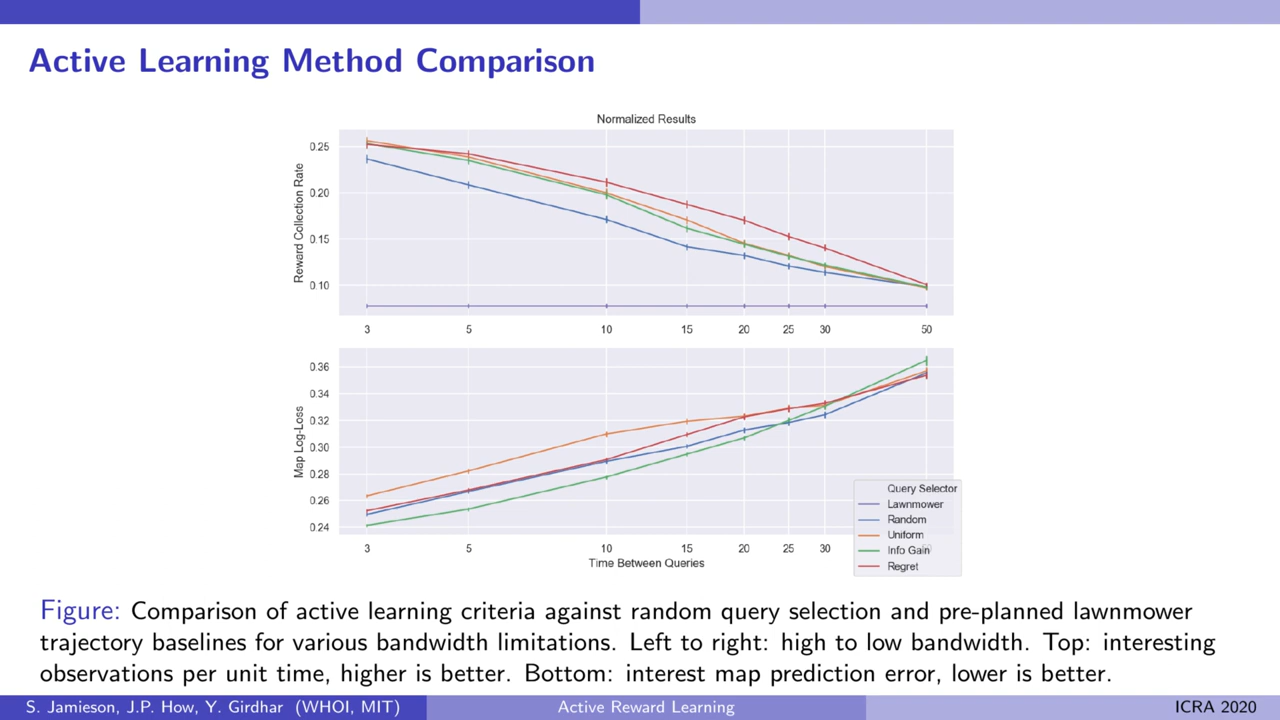 Active Learning Method Comparison
Normalized Results
Reward Collection Rate
0.25
0.20
0.15
0.10
3 5 10 15 20 25 30 50
Map Log-Loss
0.36
0.34
0.32
0.30
0.28
0.26
0.24
3 5 10 15 20 25 30 50
Time Between Queries
Query Selector
Lawnmower
Random
Uniform
Info Gain
Regret
Figure: Comparison of active learning criteria against random query selection and pre-planned lawnmower
trajectory baselines for various bandwidth limitations. Left to right: high to low bandwidth. Top: interesting
observations per unit time, higher is better. Bottom: interest map prediction error, lower is better.
S. Jamieson, J.P. How, Y. Girdhar (WHOI, MIT) Active Reward Learning ICRA 2020